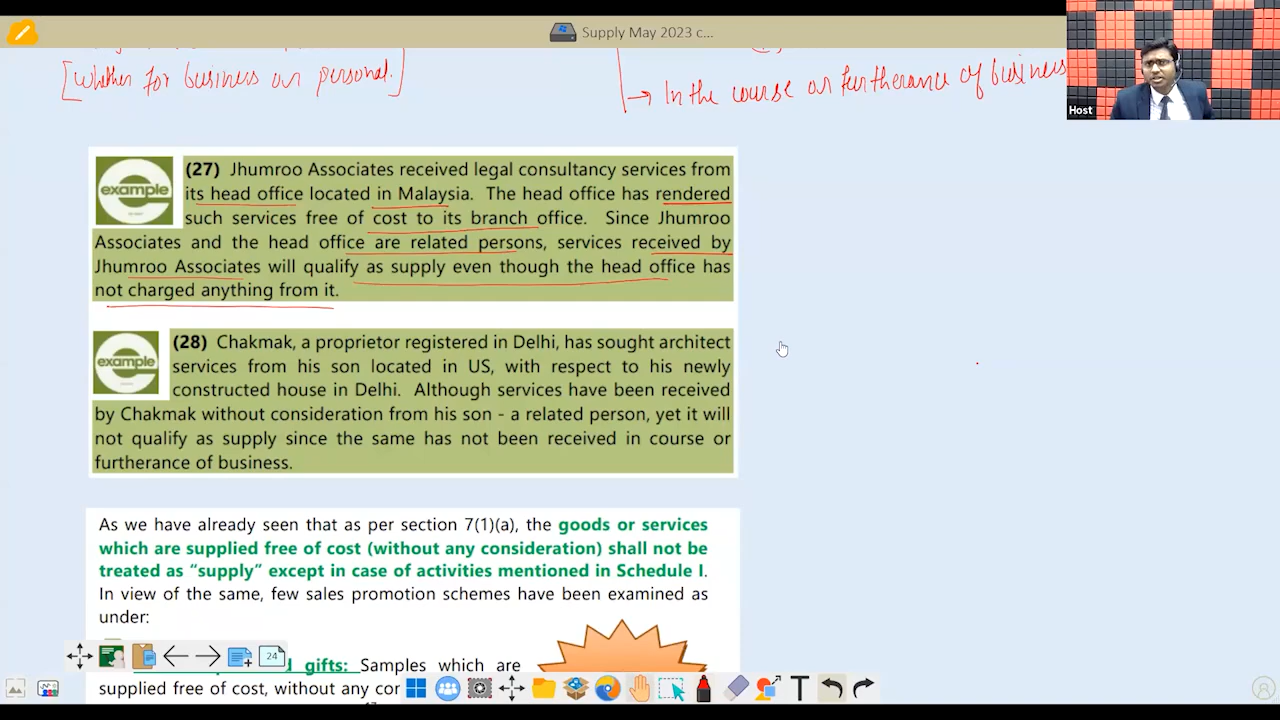 Supply May 2023 c...
[whether for business or personal.]
→ In the course or furtherance of business
Host
example
(27) Jhumroo Associates received legal consultancy services from
its head office located in Malaysia. The head office has rendered
such services free of cost to its branch office. Since Jhumroo
Associates and the head office are related persons, services received by
Jhumroo Associates will qualify as supply even though the head office has
not charged anything from it.
example
(28) Chakmak, a proprietor registered in Delhi, has sought architect
services from his son located in US, with respect to his newly
constructed house in Delhi. Although services have been received
by Chakmak without consideration from his son - a related person, yet it will
not qualify as supply since the same has not been received in course or
furtherance of business.
As we have already seen that as per section 7(1)(a), the goods or services
which are supplied free of cost (without any consideration) shall not be
treated as “supply” except in case of activities mentioned in Schedule I.
In view of the same, few sales promotion schemes have been examined as
under:
gifts: Samples which are
supplied free of cost, without any
24
T